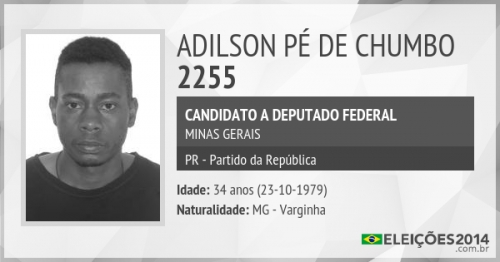 ADILSON PÉ DE CHUMBO
2255
CANDIDATO A DEPUTADO FEDERAL
MINAS GERAIS
PR - Partido da República
Idade: 34 anos (23-10-1979)
Naturalidade: MG - Varginha
ELEIÇÕES2014
.com.br